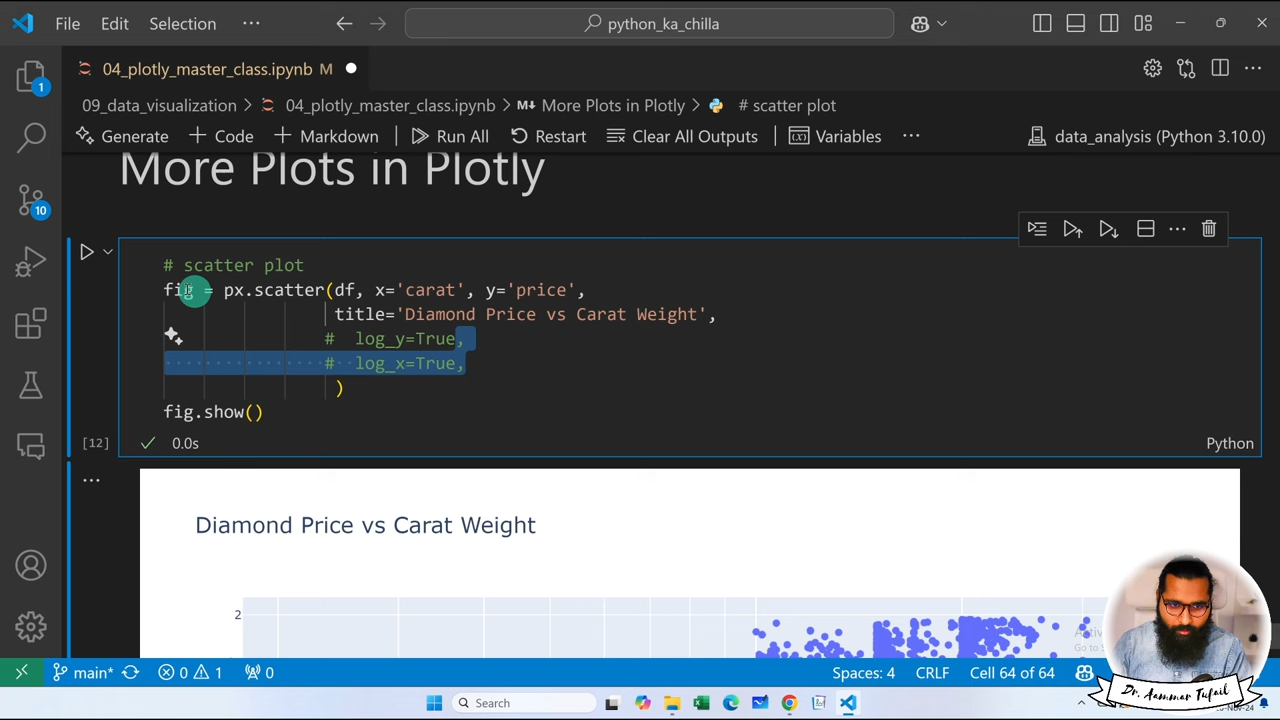 File Edit Selection ··· python_ka_chilla
04_plotly_master_class.ipynb M
1
09_data_visualization > 04_plotly_master_class.ipynb > More Plots in Plotly > # scatter plot
Generate + Code + Markdown Run All Restart Clear All Outputs Variables ··· data_analysis (Python 3.10.0)
More Plots in Plotly
10
# scatter plot
fig = px.scatter(df, x='carat', y='price',
title='Diamond Price vs Carat Weight',
# log_y=True,
# log_x=True,
)
fig.show()
[12] 0.0s Python
Diamond Price vs Carat Weight
2
main* 0 1 0 Spaces: 4 CRLF Cell 64 of 64
Dr. Aammar Tufail
Search